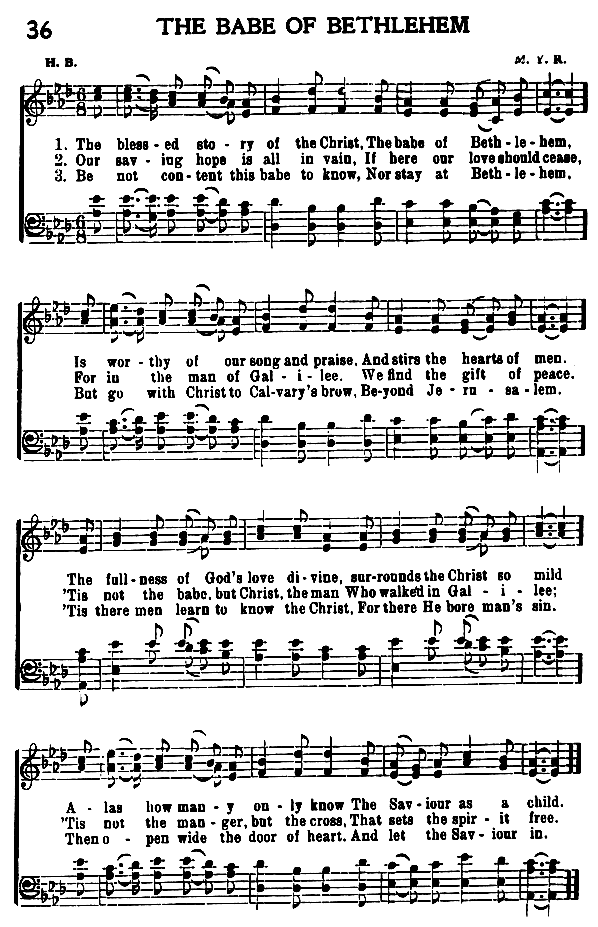 36 THE BABE OF BETHLEHEM
H. B. M. Y. R.
1. The bless - ed sto - ry of the Christ, The babe of Beth - le - hem,
2. Our sav - ing hope is all in vain, If here our love should cease,
3. Be not con - tent this babe to know, Nor stay at Beth - le - hem,
Is wor - thy of our song and praise, And stirs the hearts of men.
For in the man of Gal - i - lee. We find the gift of peace.
But go with Christ to Cal - vary's brow, Be - yond Je - ru - sa - lem.
The full - ness of God's love di - vine, sur - rounds the Christ so mild
'Tis not the babe, but Christ, the man Who walked in Gal - i - lee;
'Tis there men learn to know the Christ, For there He bore man's sin.
A - las how man - y on - ly know The Sav - iour as a child.
'Tis not the man - ger, but the cross, That sets the spir - it free.
Then o - pen wide the door of heart. And let the Sav - iour in.